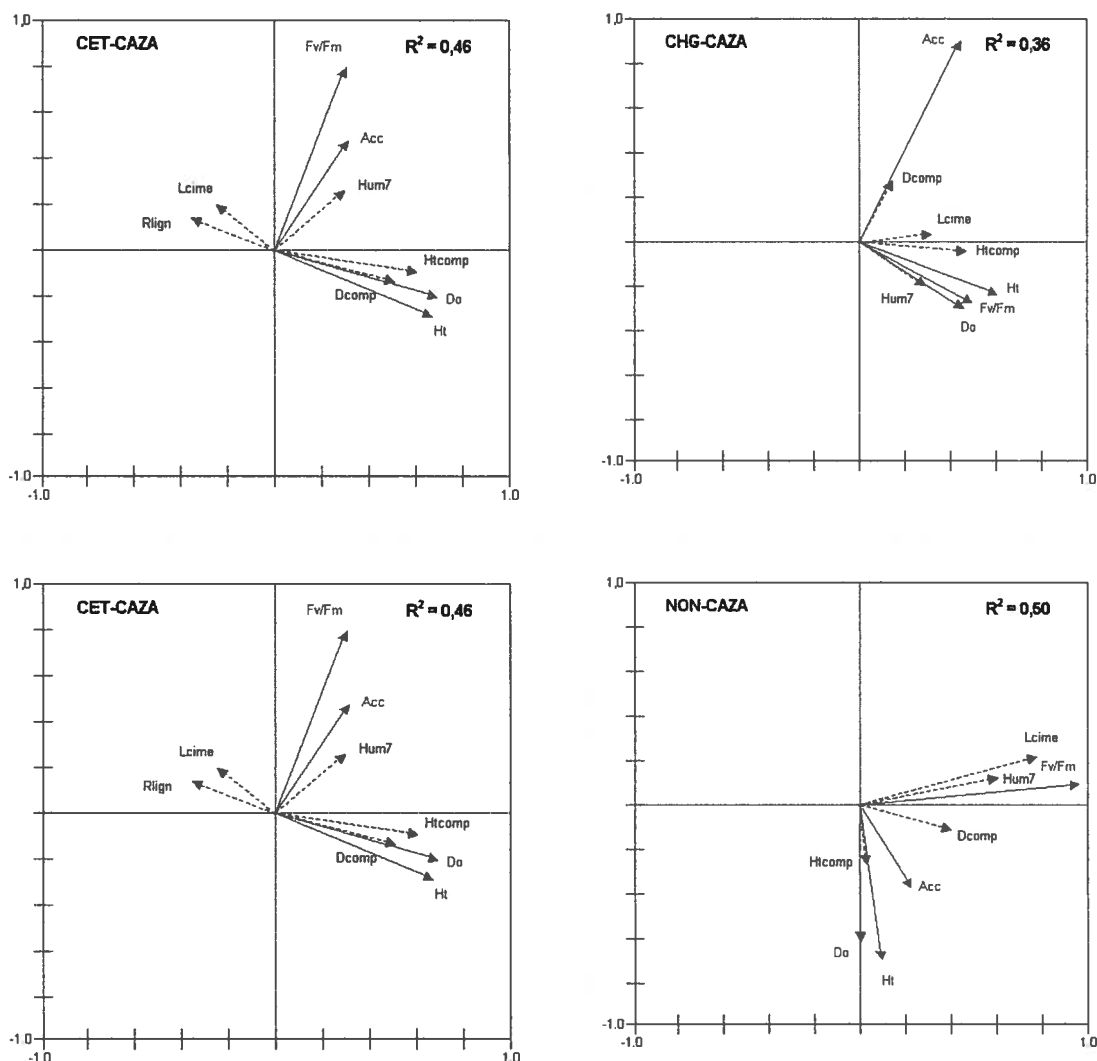 1,0
CET-CAZA
Fv/Fm
R² = 0,46
Acc
Hum7
Lcime
Rlign
Htcomp
Dcomp
Da
Ht
-1.0
-1.0
1.0
1,0
CHG-CAZA
Acc
R² = 0,36
Dcomp
Lcime
Htcomp
Hum7
Ht
Fv/Fm
Da
-1.0
-1.0
1.0
1,0
CET-CAZA
Fv/Fm
R² = 0,46
Acc
Hum7
Lcime
Rlign
Htcomp
Dcomp
Da
Ht
-1.0
-1.0
1.0
1,0
NON-CAZA
R² = 0,50
Lcime
Fv/Fm
Hum7
Dcomp
Htcomp
Acc
Da
Ht
-1.0
-1.0
1.0